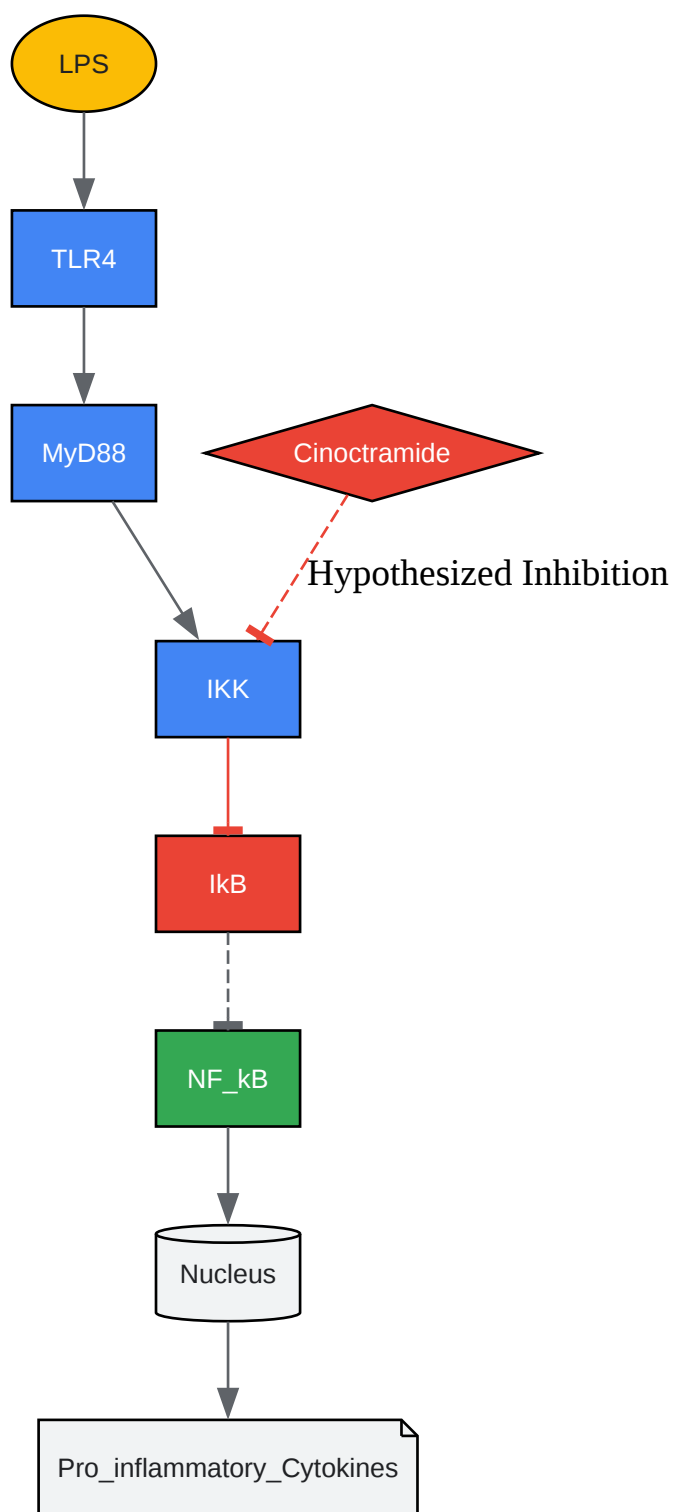 LPS
TLR4
MyD88
Cinoctramide
Hypothesized Inhibition
IKK
IkB
NF_kB
Nucleus
Pro_inflammatory_Cytokines